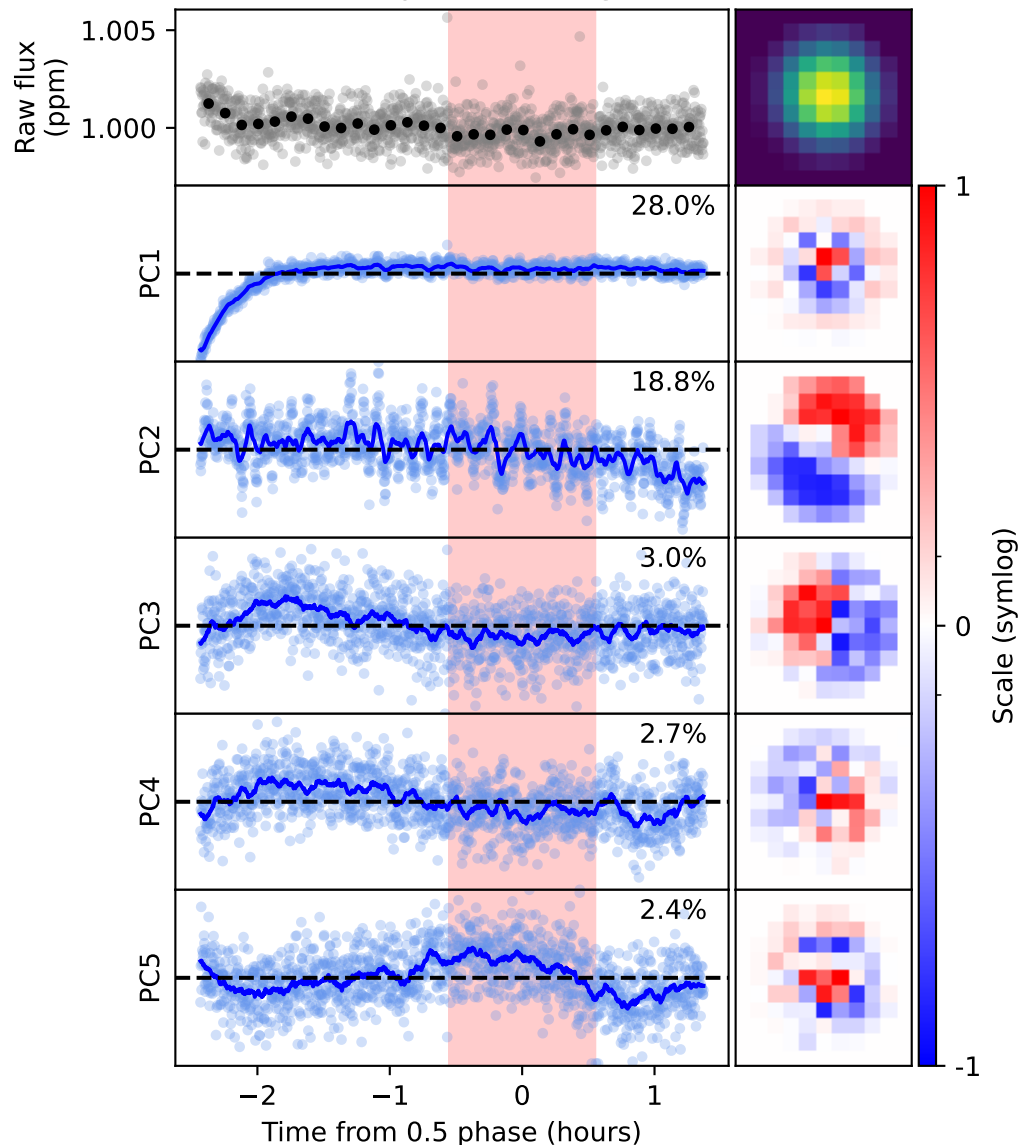 Raw flux
(ppm)
1.005
1.000
PC1
28.0%
1
PC2
18.8%
PC3
3.0%
0
Scale (symlog)
PC4
2.7%
PC5
2.4%
-1
−2
−1
0
1
Time from 0.5 phase (hours)